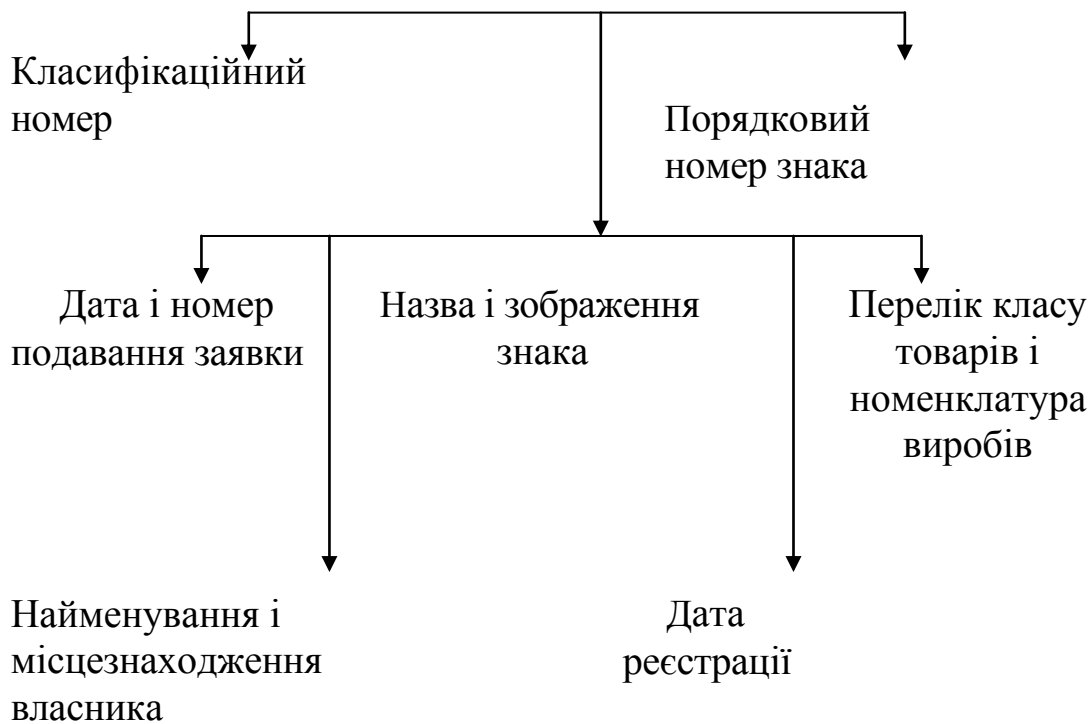 Класифікаційний
номер
Порядковий
номер знака
Дата і номер
подавання заявки
Назва і зображення
знака
Перелік класу
товарів і
номенклатура
виробів
Найменування і
місцезнаходження
власника
Дата
реєстрації